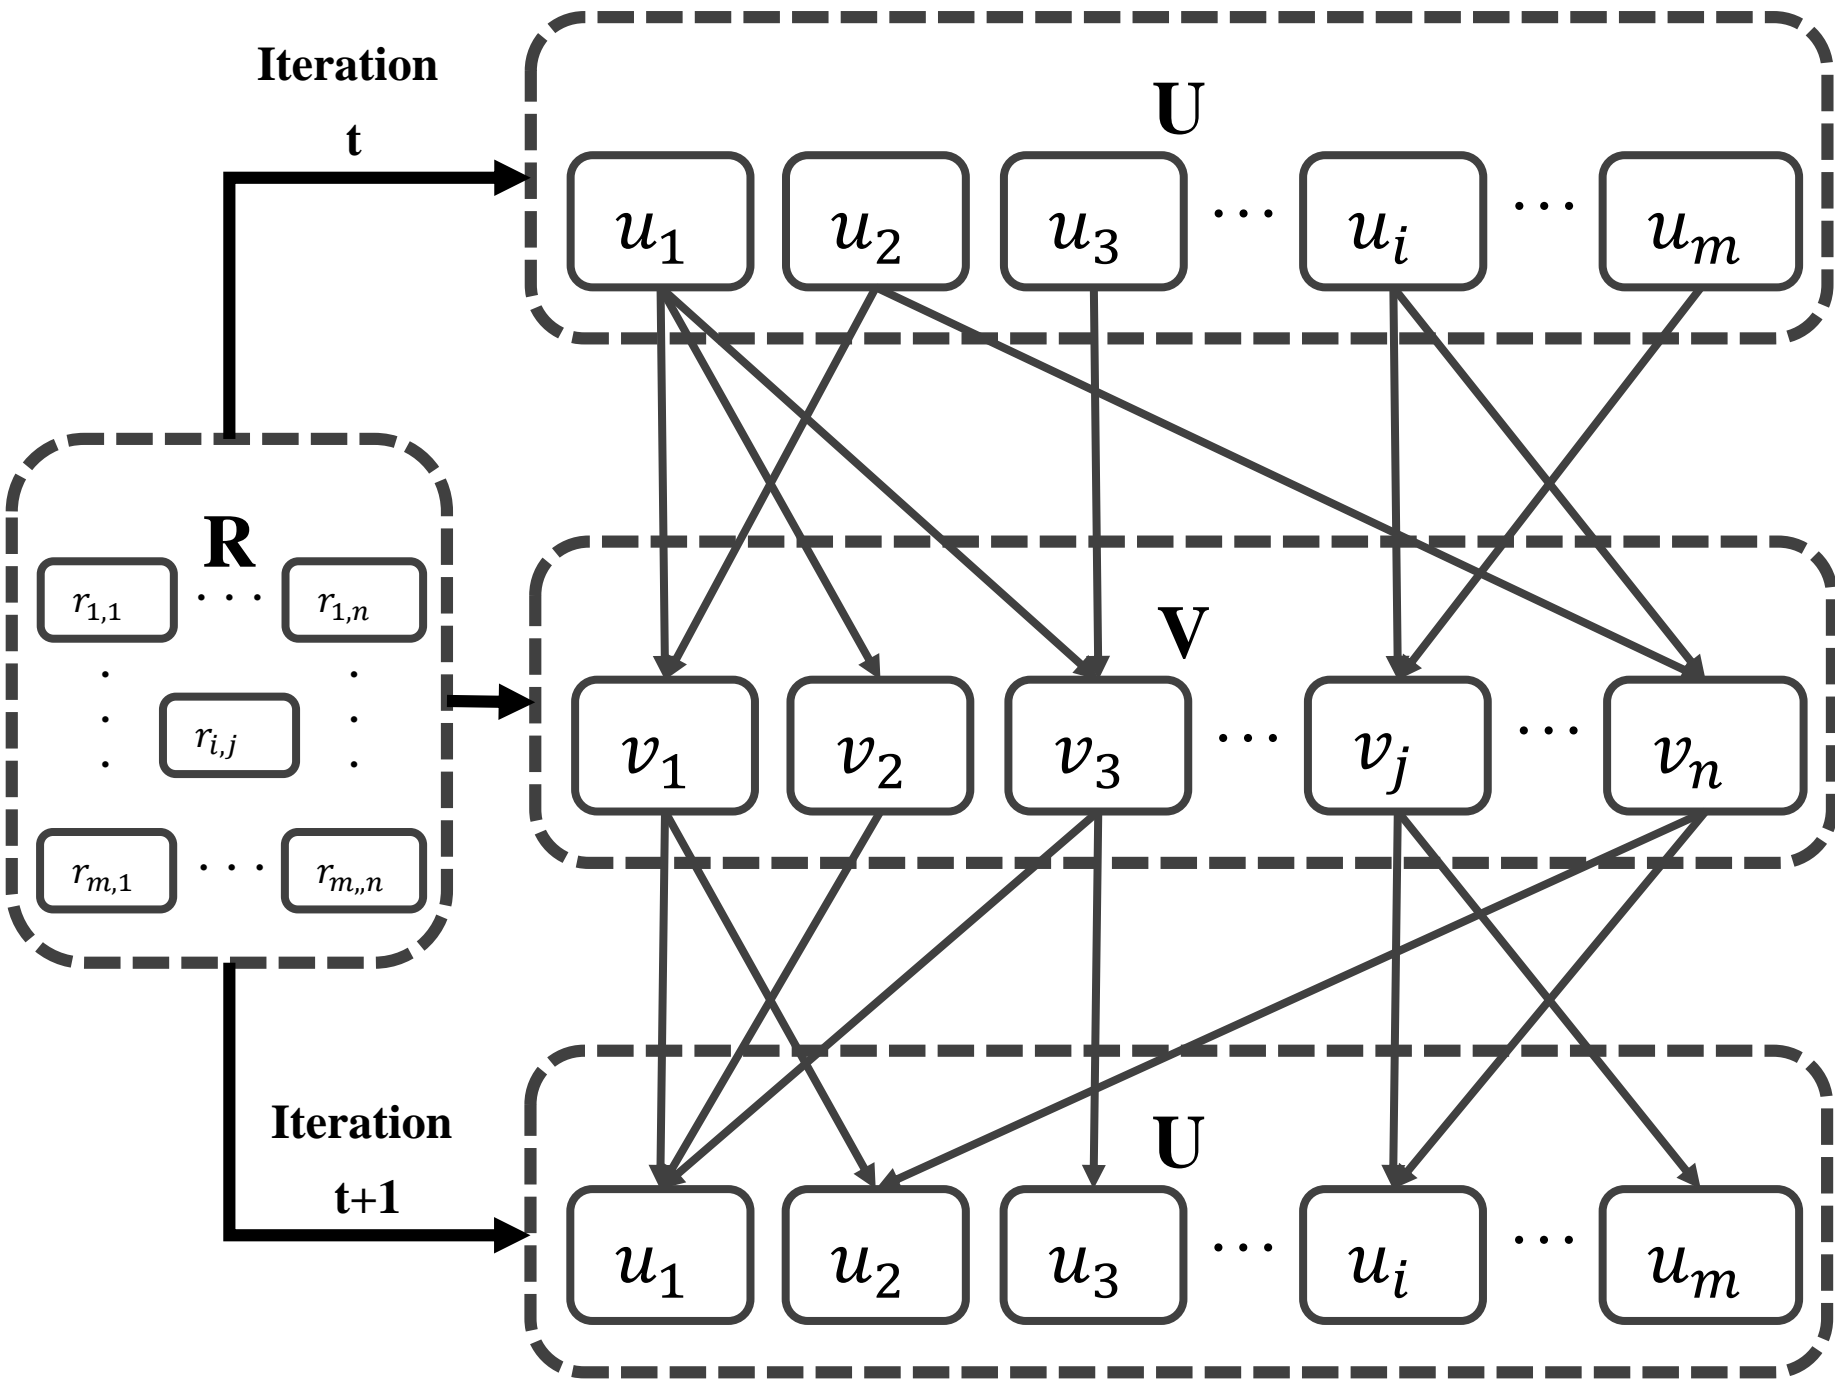 Iteration
t
U
u₁ u₂ u₃ ··· uᵢ ··· uₘ
R
r₁,₁ ··· r₁,ₙ
V
rᵢ,ⱼ
v₁ v₂ v₃ ··· vⱼ ··· vₙ
rₘ,₁ ··· rₘ,,ₙ
Iteration
t+1
U
u₁ u₂ u₃ ··· uᵢ ··· uₘ